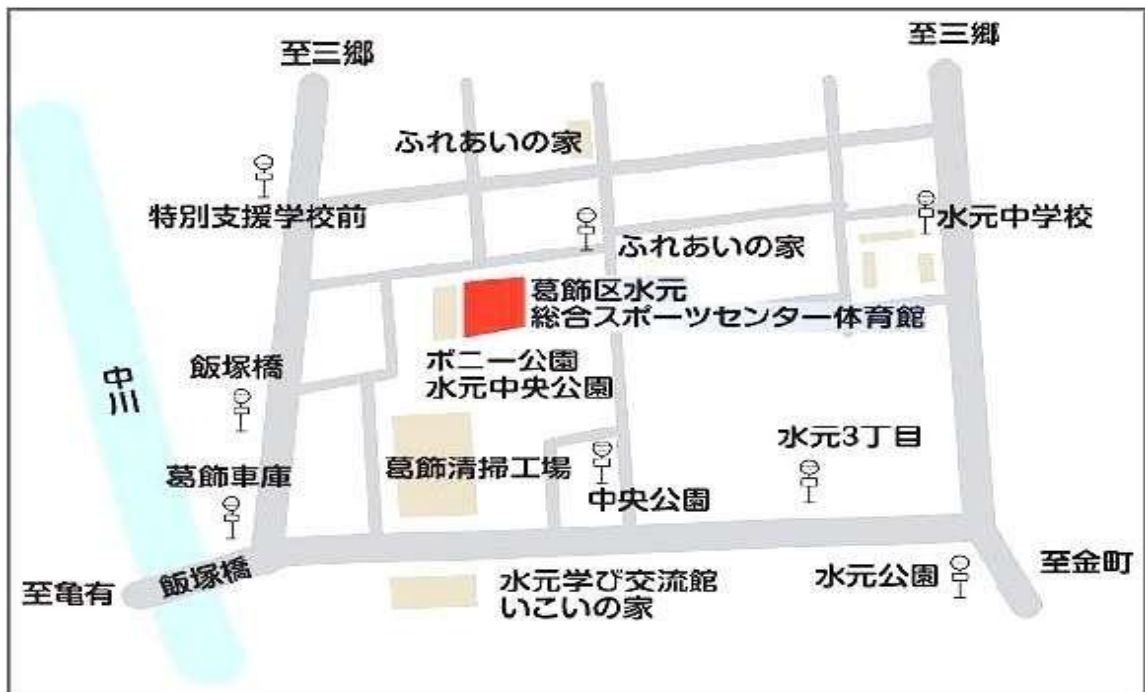 至三郷
至三郷
ふれあいの家
特別支援学校前
水元中学校
ふれあいの家
葛飾区水元
総合スポーツセンター体育館
ポニー公園
水元中央公園
飯塚橋
中川
水元3丁目
葛飾清掃工場
葛飾車庫
中央公園
飯塚橋
至亀有
水元学び交流館
いこいの家
水元公園
至金町